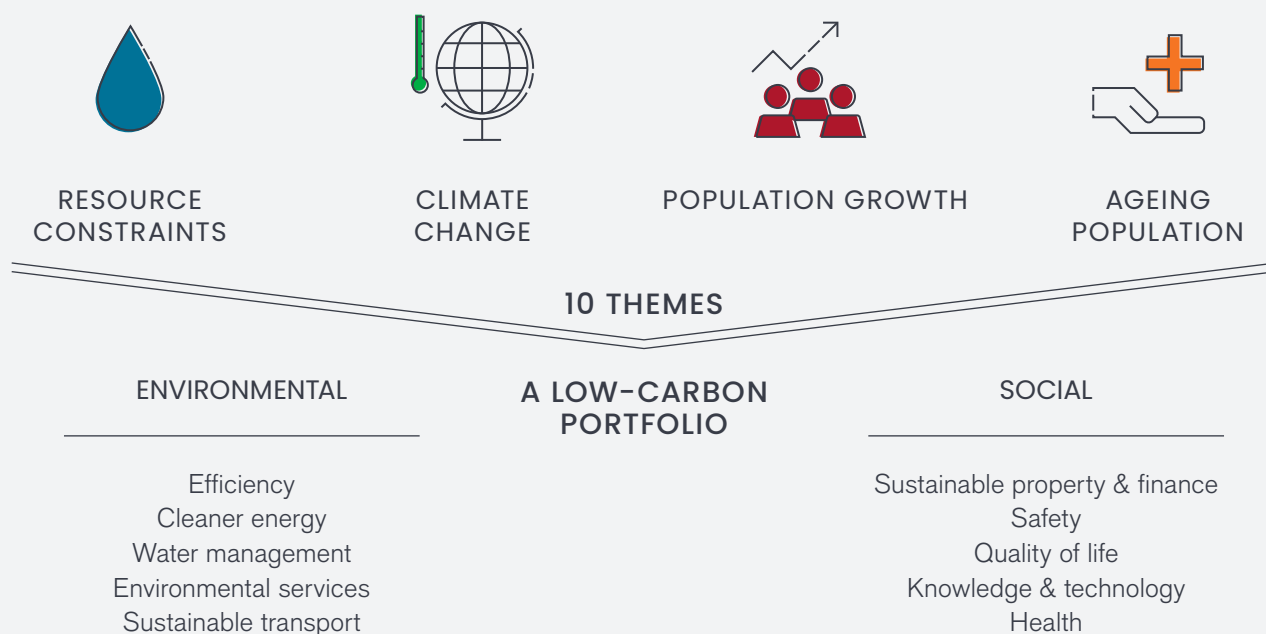 RESOURCE
CONSTRAINTS
CLIMATE
CHANGE
POPULATION GROWTH
AGEING
POPULATION
10 THEMES
ENVIRONMENTAL
Efficiency
Cleaner energy
Water management
Environmental services
Sustainable transport
A LOW-CARBON
PORTFOLIO
SOCIAL
Sustainable property & finance
Safety
Quality of life
Knowledge & technology
Health